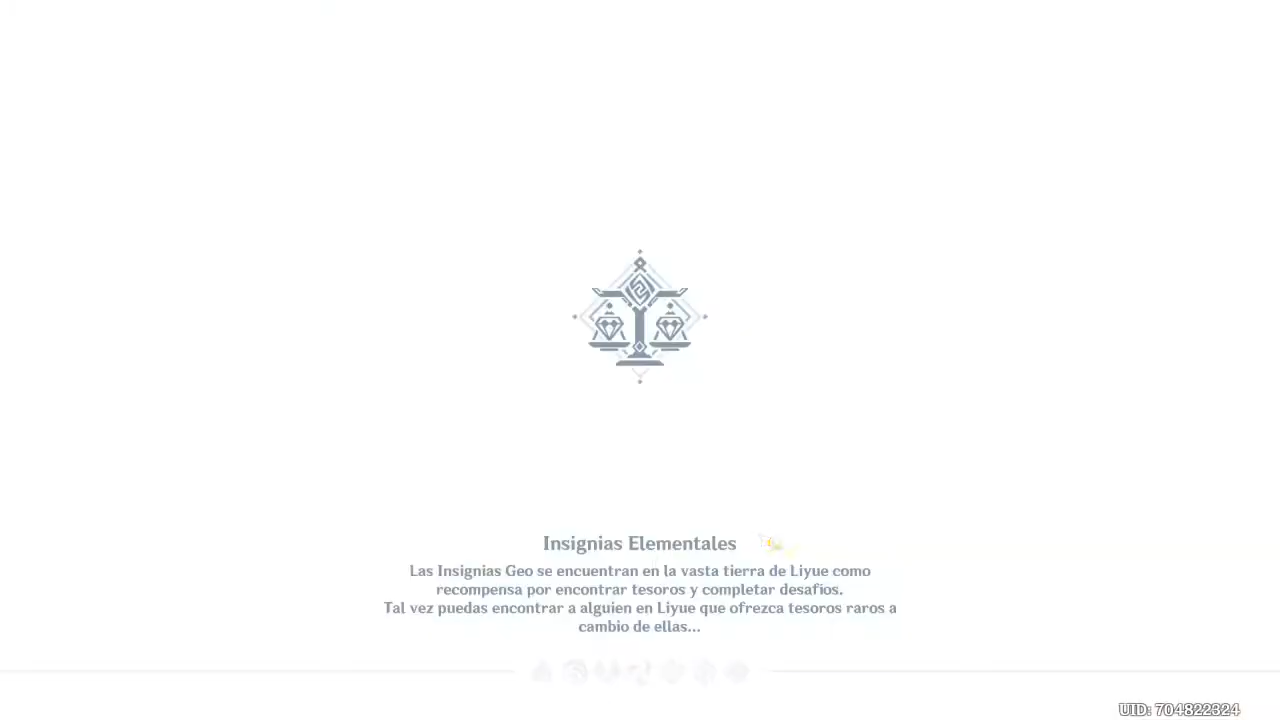 Insignias Elementales
Las Insignias Geo se encuentran en la vasta tierra de Liyue como
recompensa por encontrar tesoros y completar desafíos.
Tal vez puedas encontrar a alguien en Liyue que ofrezca tesoros raros a
cambio de ellas...
UID: 704822324